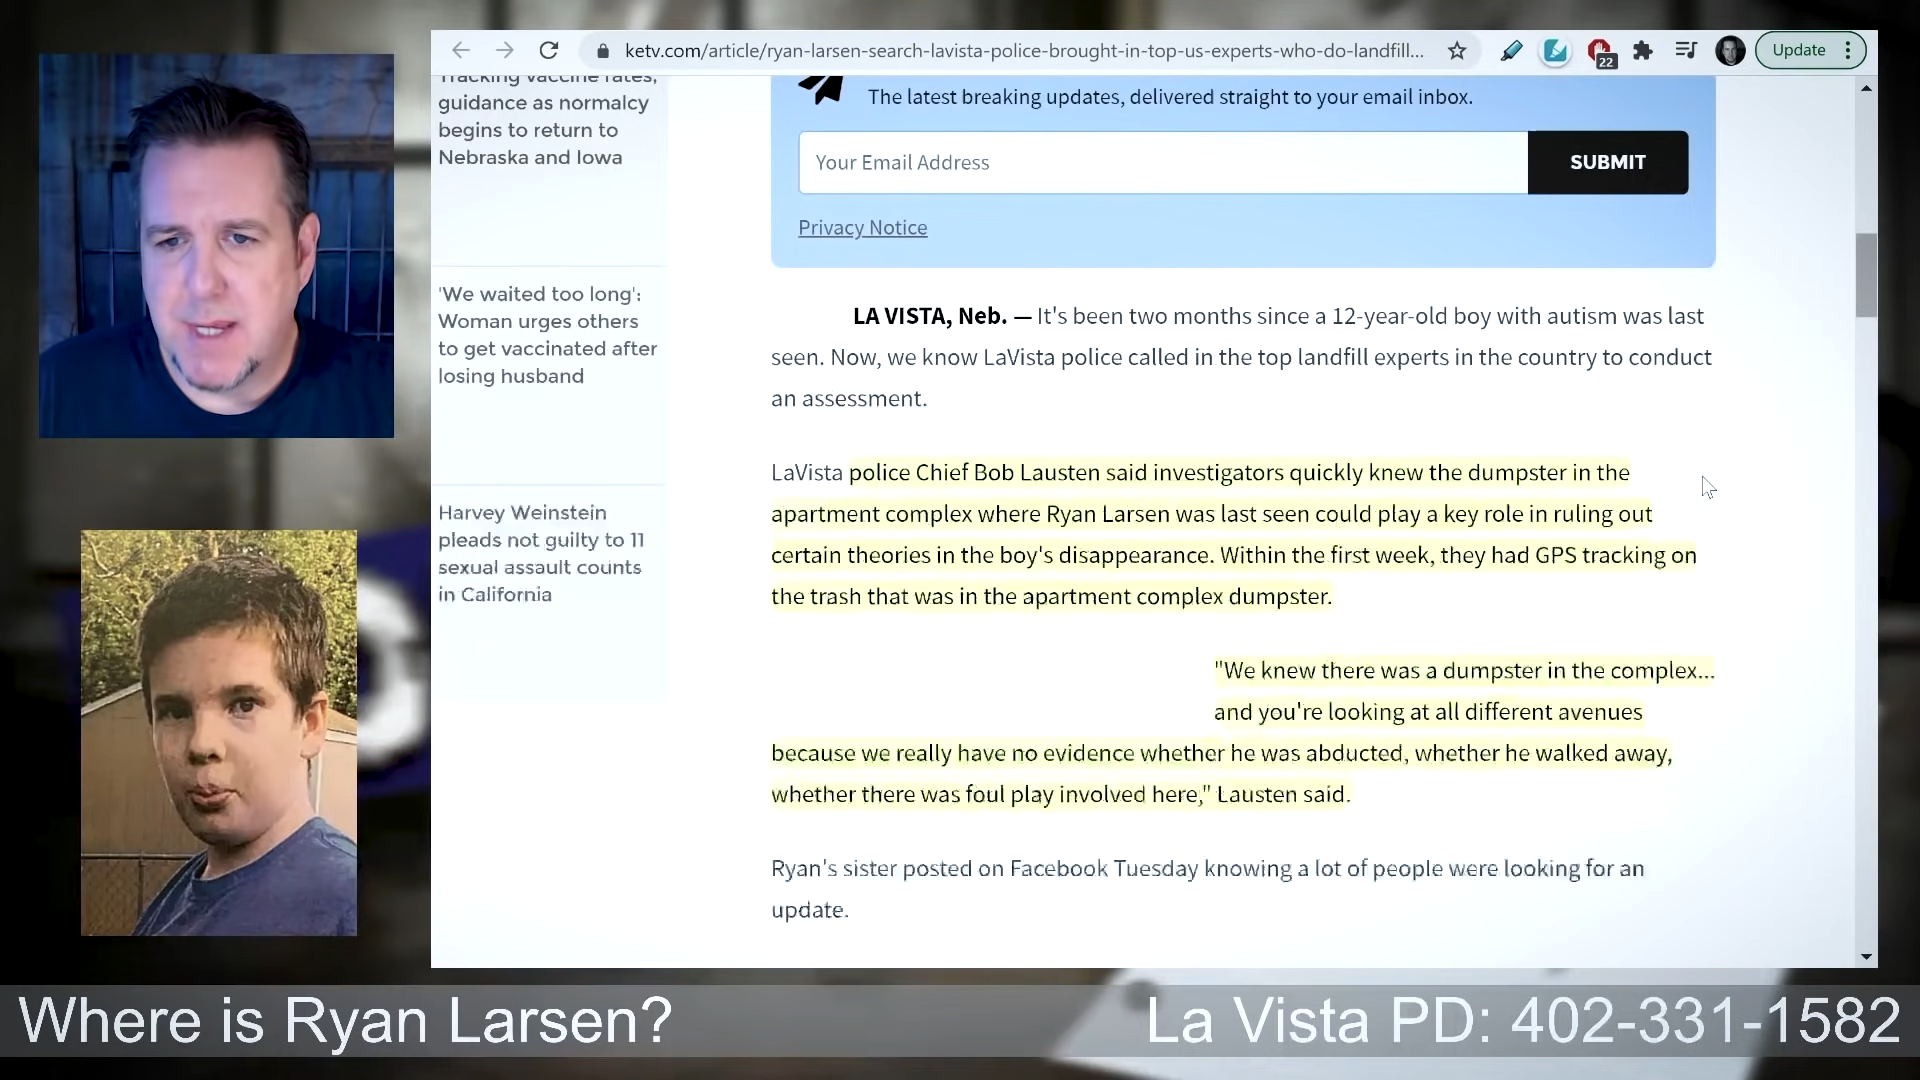 ketv.com/article/ryan-larsen-search-lavista-police-brought-in-top-us-experts-who-do-landfill...
22
Update
Tracking vaccine rates,
guidance as normalcy
begins to return to
Nebraska and Iowa
'We waited too long':
Woman urges others
to get vaccinated after
losing husband
Harvey Weinstein
pleads not guilty to 11
sexual assault counts
in California
The latest breaking updates, delivered straight to your email inbox.
Your Email Address
SUBMIT
Privacy Notice
LA VISTA, Neb. — It's been two months since a 12-year-old boy with autism was last
seen. Now, we know LaVista police called in the top landfill experts in the country to conduct
an assessment.
LaVista police Chief Bob Lausten said investigators quickly knew the dumpster in the
apartment complex where Ryan Larsen was last seen could play a key role in ruling out
certain theories in the boy's disappearance. Within the first week, they had GPS tracking on
the trash that was in the apartment complex dumpster.
"We knew there was a dumpster in the complex...
and you're looking at all different avenues
because we really have no evidence whether he was abducted, whether he walked away,
whether there was foul play involved here," Lausten said.
Ryan's sister posted on Facebook Tuesday knowing a lot of people were looking for an
update.
Where is Ryan Larsen?
La Vista PD: 402-331-1582